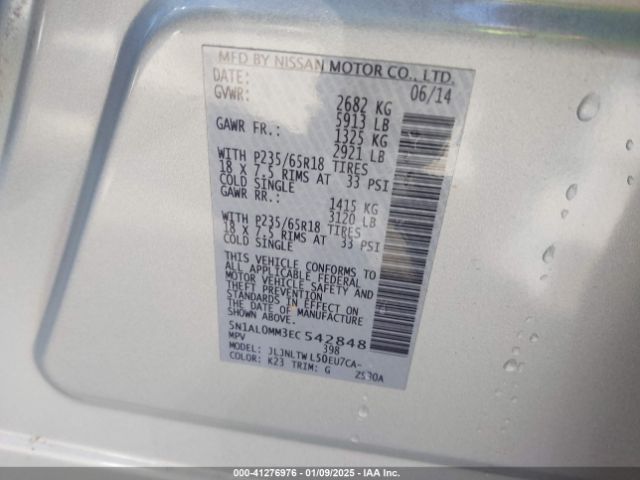 MFD BY NISSAN MOTOR CO., LTD.
DATE: 06/14
GVWR: 2682 KG
5913 LB
GAWR FR.: 1325 KG
2921 LB
WITH P235/65R18 TIRES
18 X 7.5 RIMS AT 33 PSI
COLD SINGLE
GAWR RR.: 1415 KG
3120 LB
WITH P235/65R18 TIRES
18 X 7.5 RIMS AT 33 PSI
COLD SINGLE
THIS VEHICLE CONFORMS TO
ALL APPLICABLE FEDERAL
MOTOR VEHICLE SAFETY AND
THEFT PREVENTION
STANDARDS IN EFFECT ON
THE DATE OF MANUFACTURE
SHOWN ABOVE.
5N1AL0MM3EC542848
MPV 398
MODEL: JLJNLTWL50EU7CA-
COLOR: K23 TRIM: G
000-41276976 | 01/09/2025 | IAA Inc.